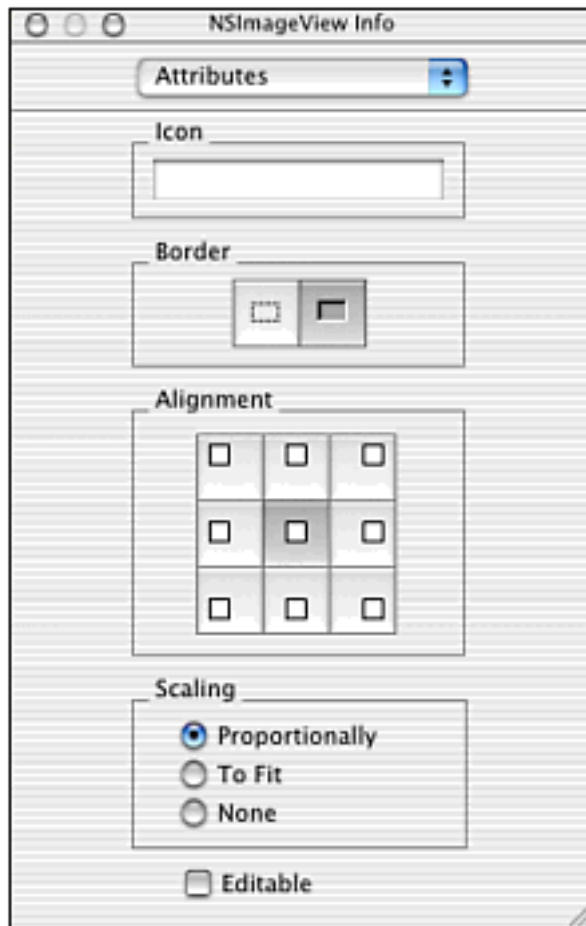 NSImageView Info
Attributes
Icon
Border
Alignment
Scaling
Proportionally
To Fit
None
Editable